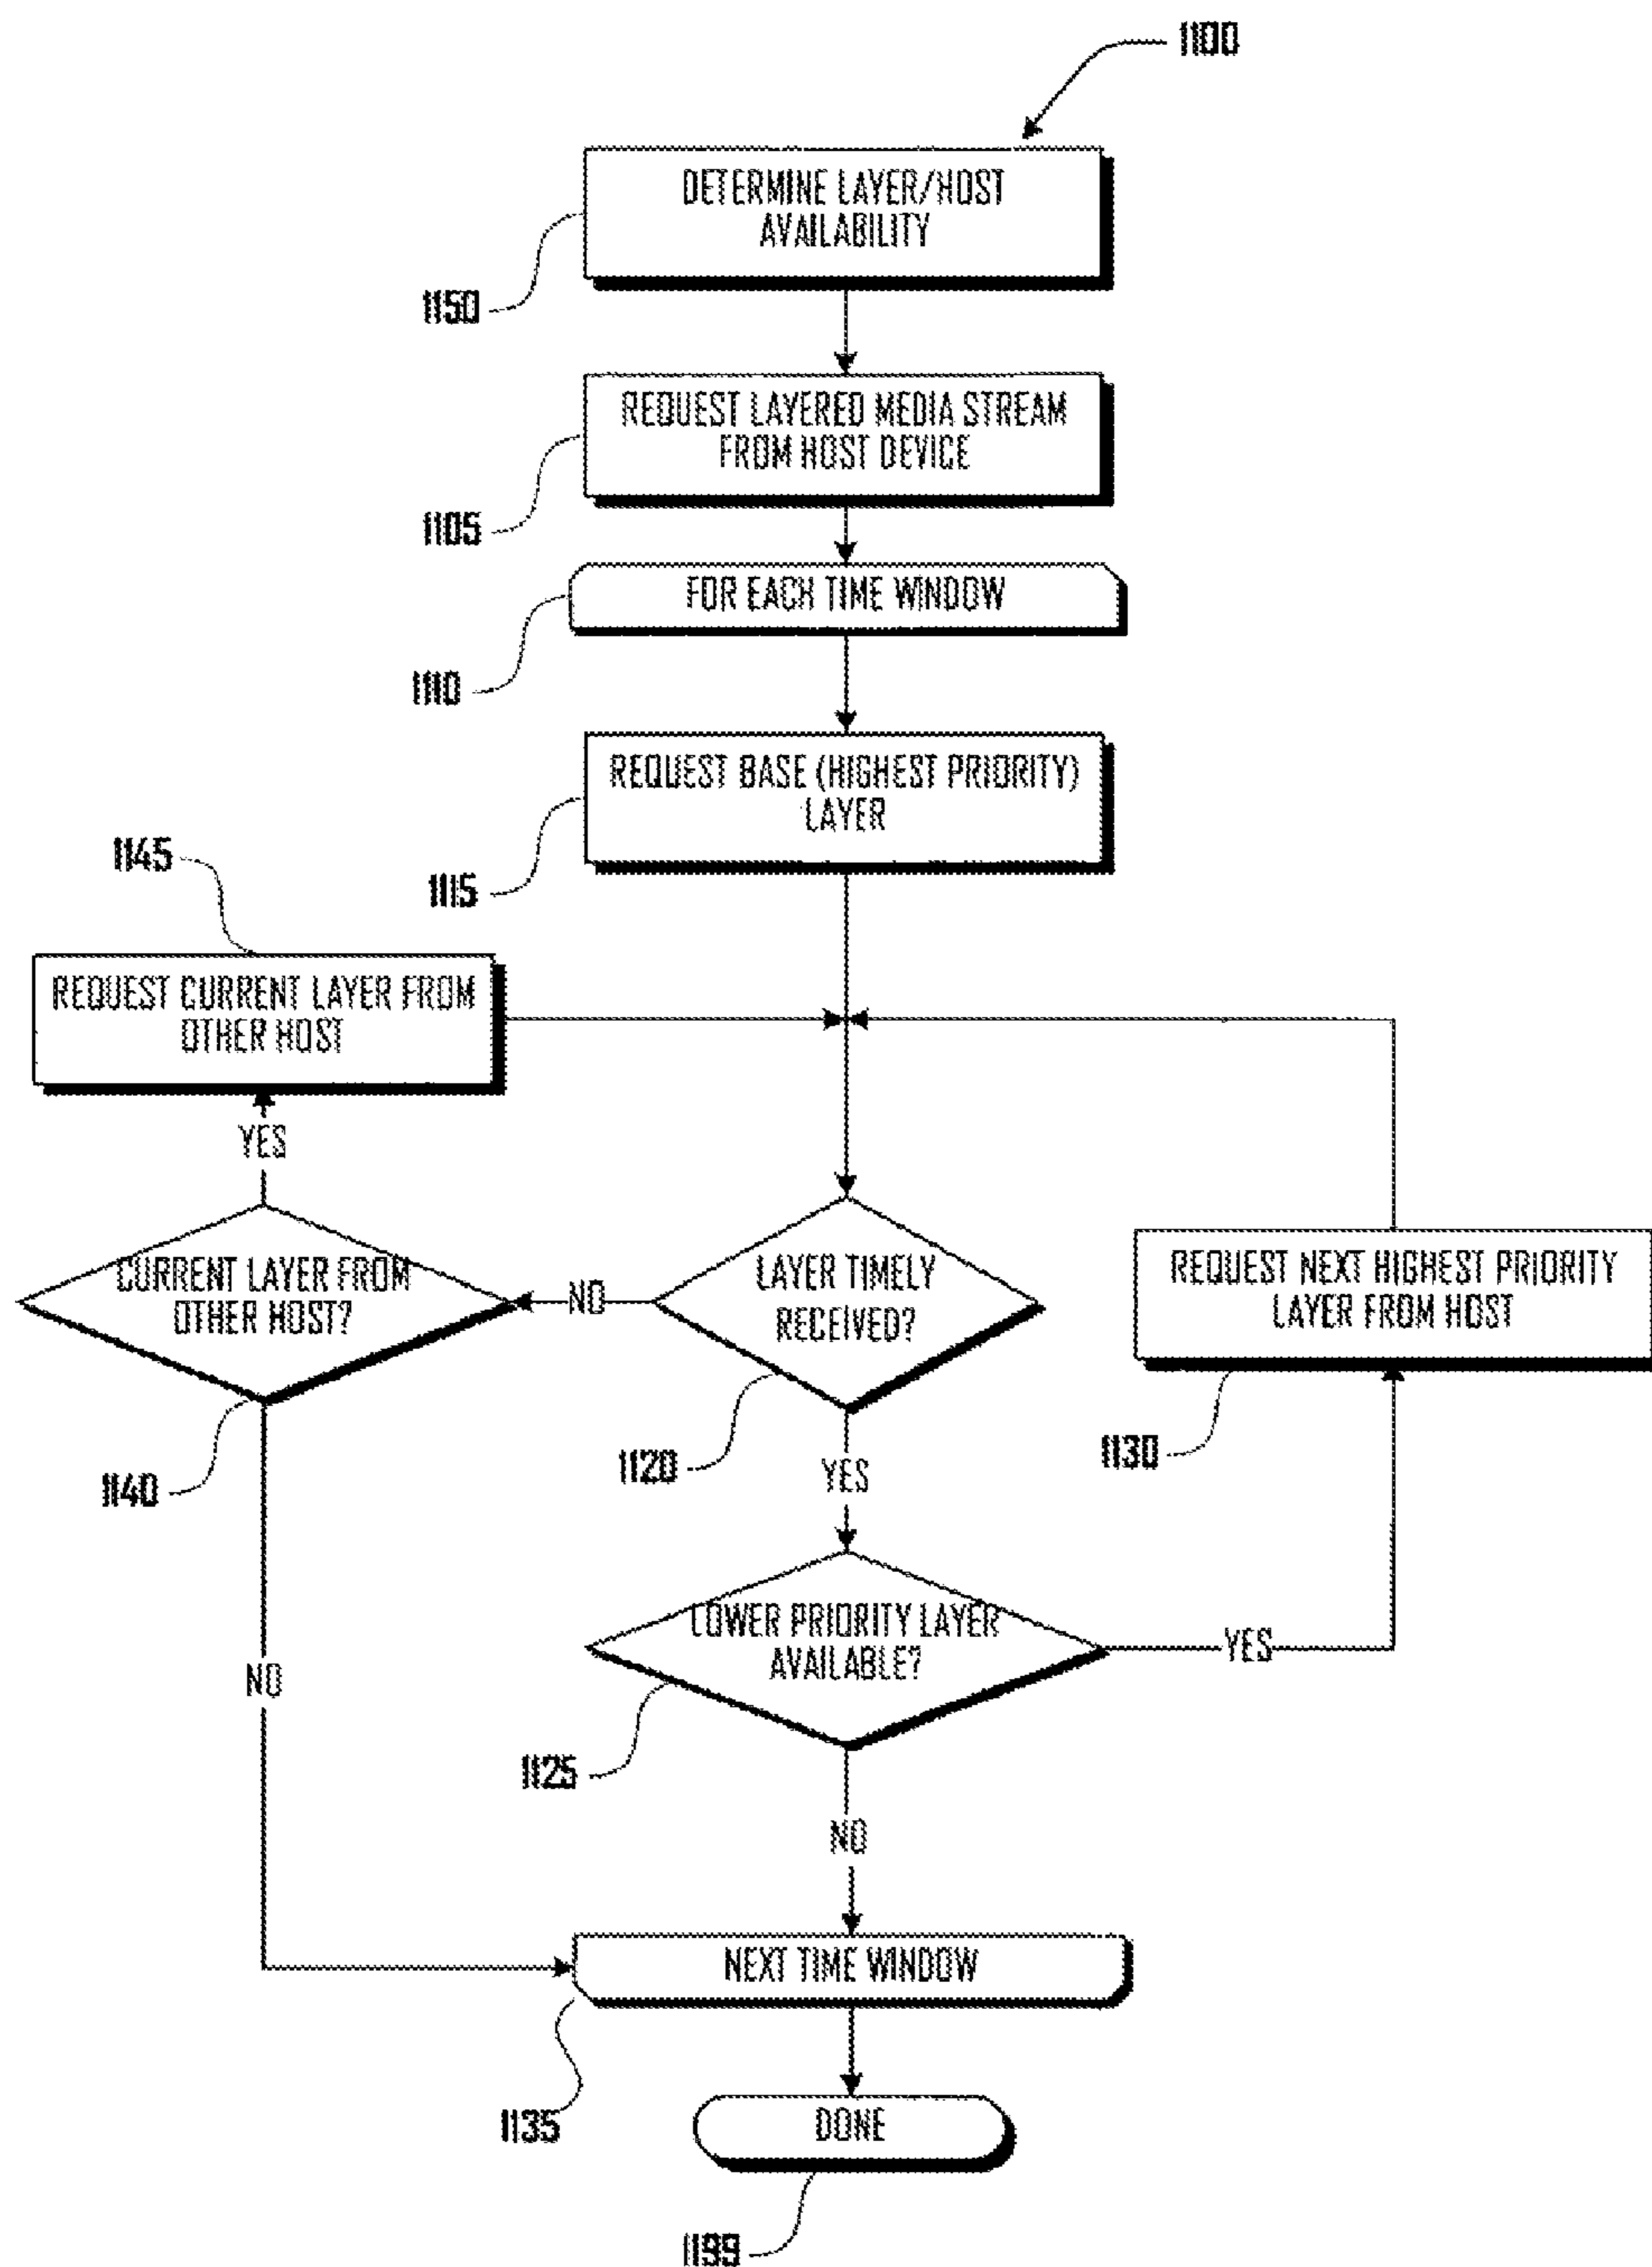 1100
DETERMINE LAYER/HOST
AVAILABILITY
1150
REQUEST LAYERED MEDIA STREAM
FROM HOST DEVICE
1105
FOR EACH TIME WINDOW
1110
REQUEST BASE (HIGHEST PRIORITY)
LAYER
1115
1145
REQUEST CURRENT LAYER FROM
OTHER HOST
YES
CURRENT LAYER FROM
OTHER HOST?
NO
LAYER TIMELY
RECEIVED?
REQUEST NEXT HIGHEST PRIORITY
LAYER FROM HOST
1140
1120
1130
YES
LOWER PRIORITY LAYER
AVAILABLE?
YES
NO
1125
NO
NEXT TIME WINDOW
1135
DONE
1199